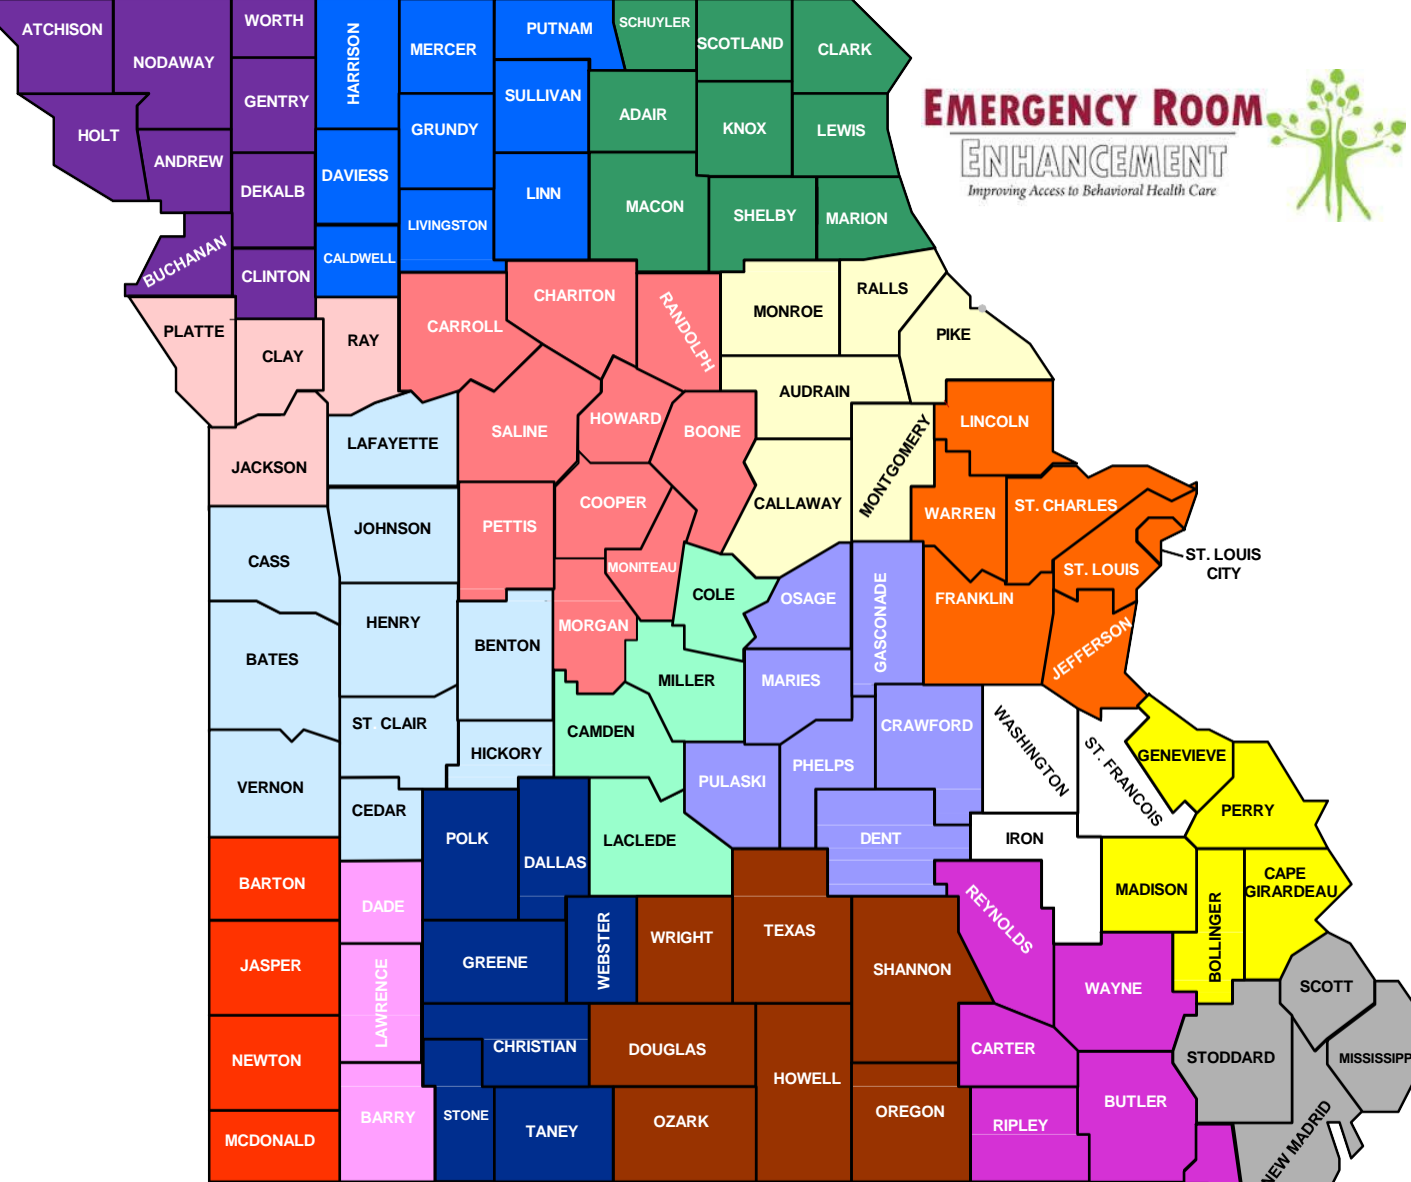 ATCHISON
NODAWAY
WORTH
HARRISON
MERCER
PUTNAM
SCHUYLER
SCOTLAND
CLARK
GENTRY
SULLIVAN
HOLT
GRUNDY
ADAIR
KNOX
LEWIS
ANDREW
DEKALB
DAVIESS
LINN
MACON
SHELBY
MARION
LIVINGSTON
BUCHANAN
CLINTON
CALDWELL
EMERGENCY ROOM
ENHANCEMENT
Improving Access to Behavioral Health Care
PLATTE
CLAY
RAY
CARROLL
CHARITON
RANDOLPH
MONROE
RALLS
PIKE
AUDRAIN
JACKSON
LAFAYETTE
SALINE
HOWARD
BOONE
MONTGOMERY
LINCOLN
CASS
JOHNSON
PETTIS
COOPER
CALLAWAY
WARREN
ST. CHARLES
ST. LOUIS
ST. LOUIS
CITY
MONITEAU
COLE
OSAGE
GASCONADE
FRANKLIN
JEFFERSON
BATES
HENRY
BENTON
MORGAN
MILLER
MARIES
ST CLAIR
HICKORY
CAMDEN
PULASKI
PHELPS
CRAWFORD
WASHINGTON
ST. FRANCOIS
GENEVIEVE
PERRY
VERNON
CEDAR
POLK
DALLAS
LACLEDE
DENT
IRON
MADISON
BOLLINGER
CAPE
GIRARDEAU
BARTON
DADE
GREENE
WEBSTER
WRIGHT
TEXAS
SHANNON
REYNOLDS
WAYNE
SCOTT
JASPER
LAWRENCE
CHRISTIAN
DOUGLAS
HOWELL
CARTER
STODDARD
MISSISSIPP
NEWTON
BARRY
STONE
TANEY
OZARK
OREGON
RIPLEY
BUTLER
NEW MADRID
MCDONALD